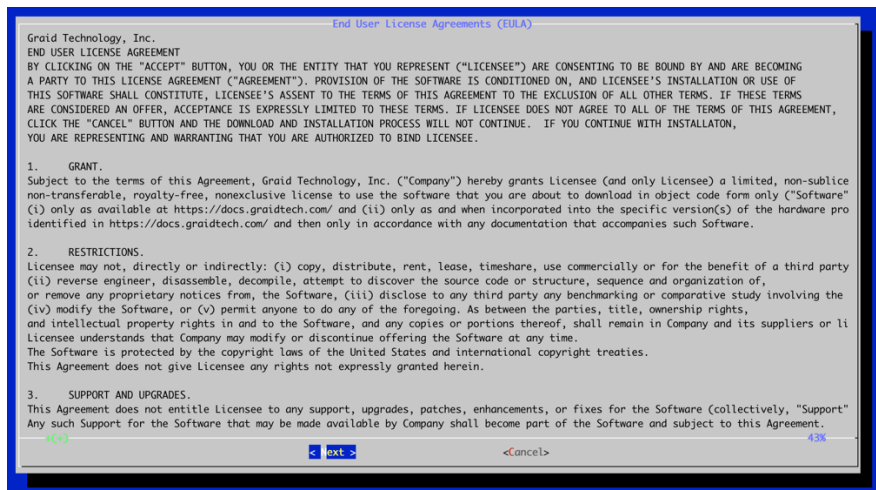 End User License Agreements (EULA)
Graid Technology, Inc.
END USER LICENSE AGREEMENT
BY CLICKING ON THE "ACCEPT" BUTTON, YOU OR THE ENTITY THAT YOU REPRESENT (“LICENSEE”) ARE CONSENTING TO BE BOUND BY AND ARE BECOMING
A PARTY TO THIS LICENSE AGREEMENT ("AGREEMENT"). PROVISION OF THE SOFTWARE IS CONDITIONED ON, AND LICENSEE’S INSTALLATION OR USE OF
THIS SOFTWARE SHALL CONSTITUTE, LICENSEE’S ASSENT TO THE TERMS OF THIS AGREEMENT TO THE EXCLUSION OF ALL OTHER TERMS. IF THESE TERMS
ARE CONSIDERED AN OFFER, ACCEPTANCE IS EXPRESSLY LIMITED TO THESE TERMS. IF LICENSEE DOES NOT AGREE TO ALL OF THE TERMS OF THIS AGREEMENT,
CLICK THE "CANCEL" BUTTON AND THE DOWNLOAD AND INSTALLATION PROCESS WILL NOT CONTINUE. IF YOU CONTINUE WITH INSTALLATON,
YOU ARE REPRESENTING AND WARRANTING THAT YOU ARE AUTHORIZED TO BIND LICENSEE.
1. GRANT.
Subject to the terms of this Agreement, Graid Technology, Inc. ("Company") hereby grants Licensee (and only Licensee) a limited, non-sublice
non-transferable, royalty-free, nonexclusive license to use the software that you are about to download in object code form only ("Software"
(i) only as available at https://docs.graidtech.com/ and (ii) only as and when incorporated into the specific version(s) of the hardware pro
identified in https://docs.graidtech.com/ and then only in accordance with any documentation that accompanies such Software.
2. RESTRICTIONS.
Licensee may not, directly or indirectly: (i) copy, distribute, rent, lease, timeshare, use commercially or for the benefit of a third party
(ii) reverse engineer, disassemble, decompile, attempt to discover the source code or structure, sequence and organization of,
or remove any proprietary notices from, the Software, (iii) disclose to any third party any benchmarking or comparative study involving the
(iv) modify the Software, or (v) permit anyone to do any of the foregoing. As between the parties, title, ownership rights,
and intellectual property rights in and to the Software, and any copies or portions thereof, shall remain in Company and its suppliers or li
Licensee understands that Company may modify or discontinue offering the Software at any time.
The Software is protected by the copyright laws of the United States and international copyright treaties.
This Agreement does not give Licensee any rights not expressly granted herein.
3. SUPPORT AND UPGRADES.
This Agreement does not entitle Licensee to any support, upgrades, patches, enhancements, or fixes for the Software (collectively, "Support"
Any such Support for the Software that may be made available by Company shall become part of the Software and subject to this Agreement.
↓(+) 43%
< Next > <Cancel>